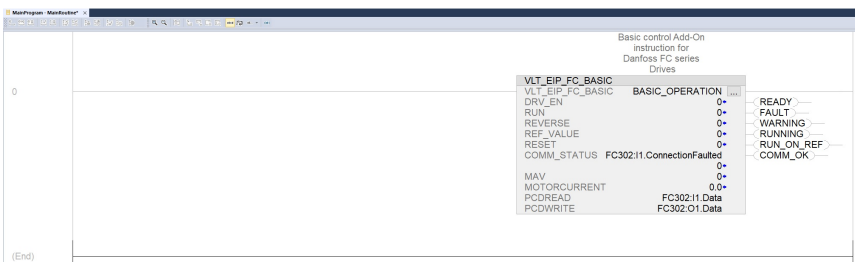 MainProgram - MainRoutine* ×
Basic control Add-On
instruction for
Danfoss FC series
Drives
VLT_EIP_FC_BASIC
0
VLT_EIP_FC_BASIC BASIC_OPERATION ...
DRV_EN 0 READY
RUN 0 FAULT
REVERSE 0 WARNING
REF_VALUE 0 RUNNING
RESET 0 RUN_ON_REF
COMM_STATUS FC302:I1.ConnectionFaulted COMM_OK
0
MAV 0
MOTORCURRENT 0.0
PCDREAD FC302:I1.Data
PCDWRITE FC302:O1.Data
(End)